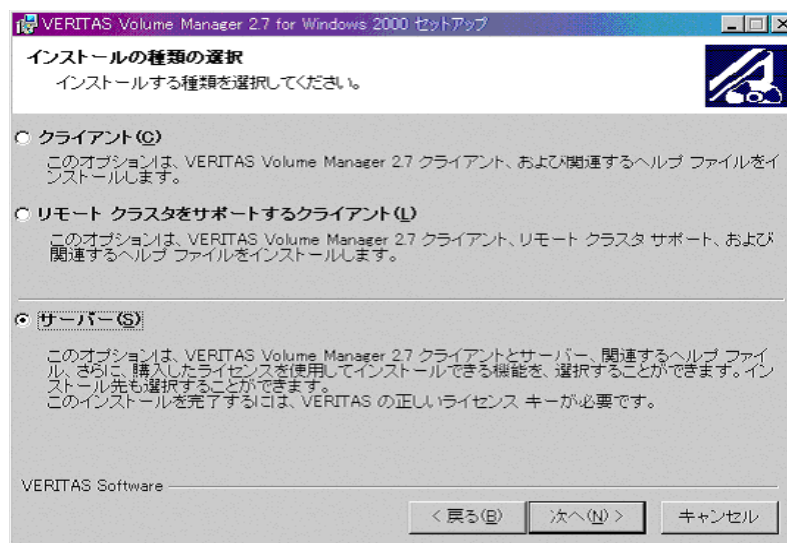 VERITAS Volume Manager 2.7 for Windows 2000 セットアップ
インストールの種類の選択
インストールする種類を選択してください。
クライアント(C)
このオプションは、VERITAS Volume Manager 2.7 クライアント、および関連するヘルプ ファイルをイ
ンストールします。
リモート クラスタをサポートするクライアント(L)
このオプションは、VERITAS Volume Manager 2.7 クライアント、リモート クラスタ サポート、および
関連するヘルプ ファイルをインストールします。
サーバー(S)
このオプションは、VERITAS Volume Manager 2.7 クライアントとサーバー、関連するヘルプ ファイ
ル、さらに、購入したライセンスを使用してインストールできる機能を、選択することができます。イン
ストール先も選択することができます。
このインストールを完了するには、VERITAS の正しいライセンス キーが必要です。
VERITAS Software
< 戻る(B)
次へ(N) >
キャンセル